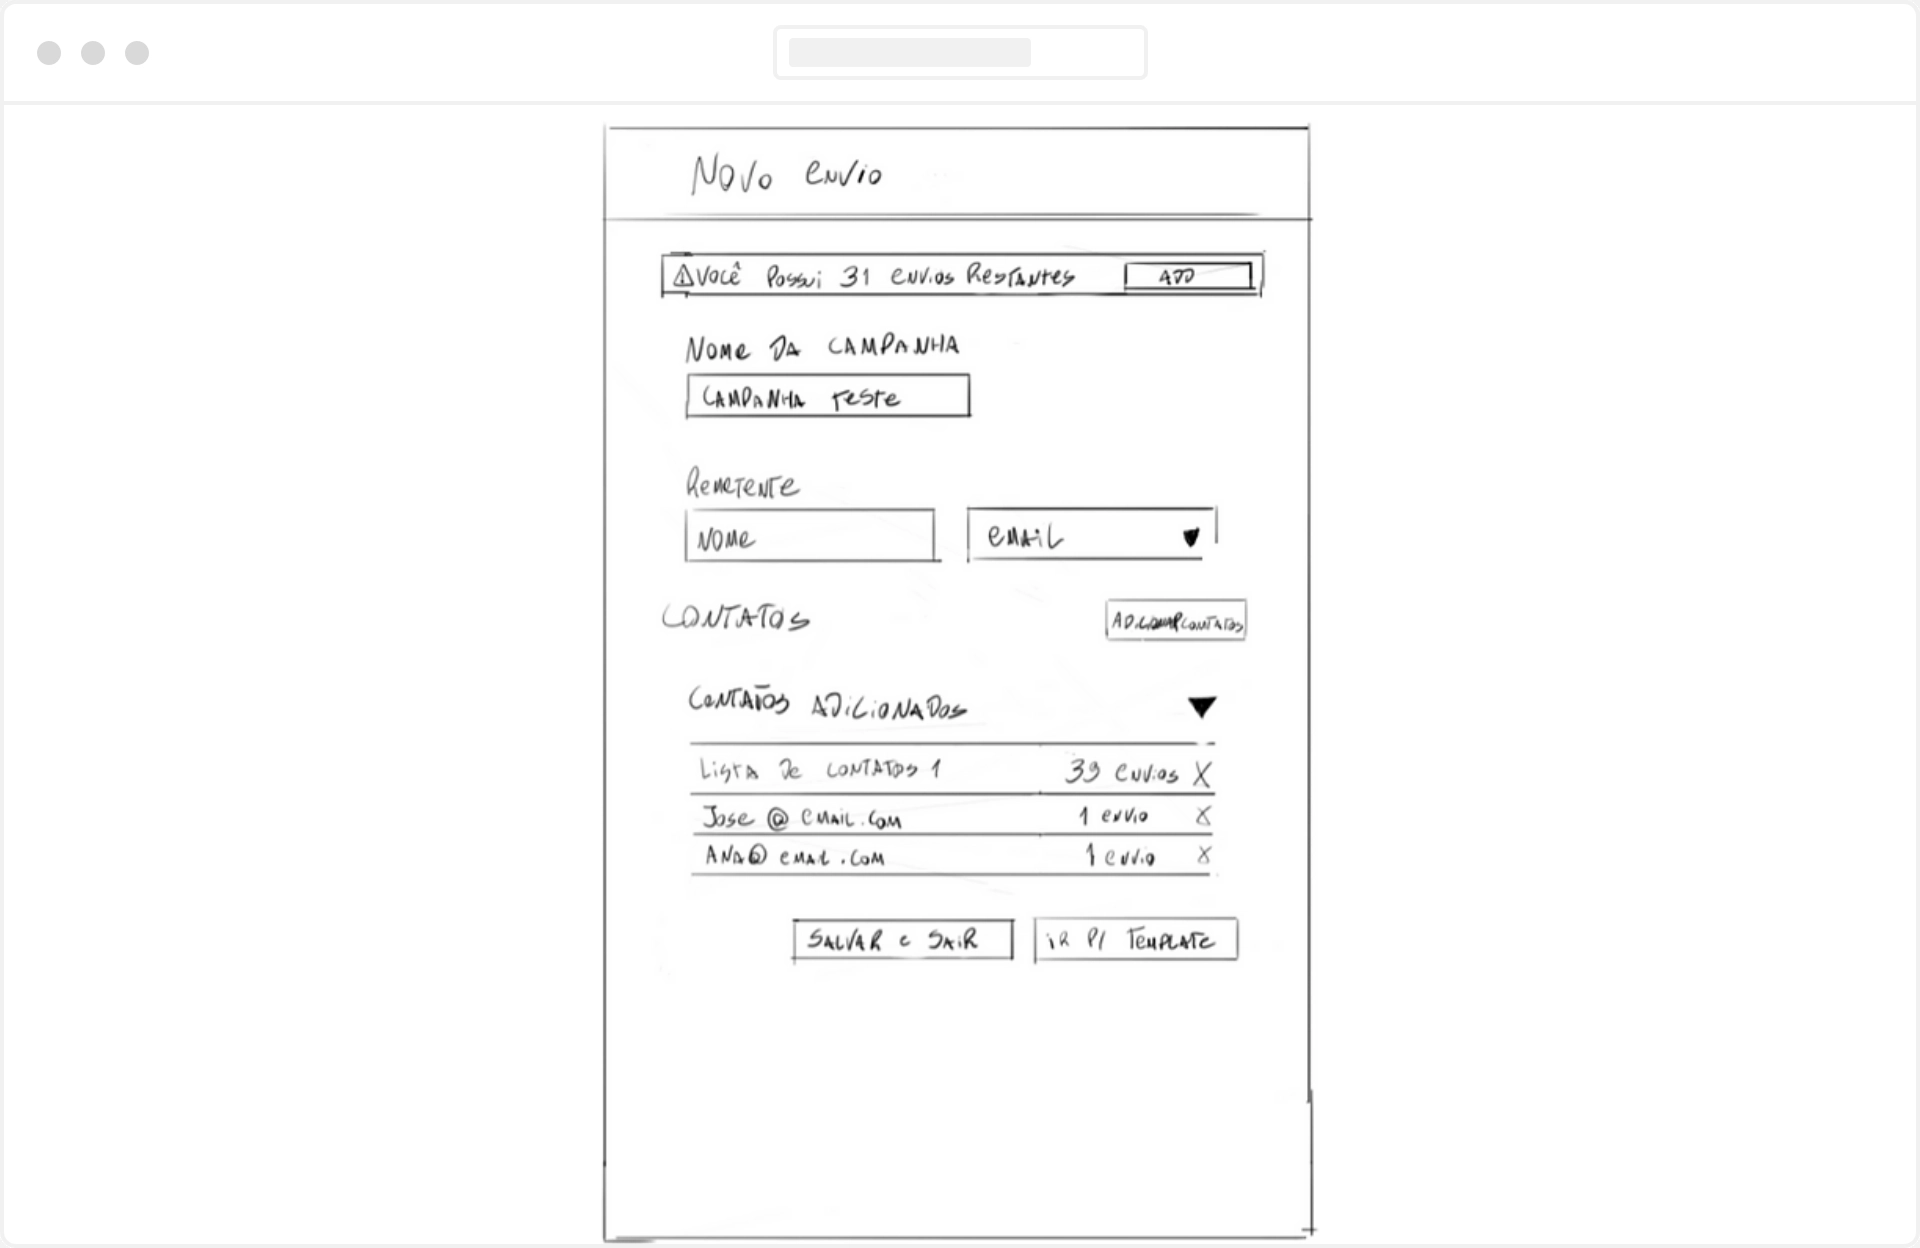 Novo envio
Você possui 31 envios restantes ADD
Nome da campanha
Campanha teste
Remetente
Nome email
Contatos Adicionar contatos
Contatos adicionados
Lista de contatos 1 39 envios X
Jose@email.com 1 envio X
Ana@email.com 1 envio X
Salvar e sair ir p/ template